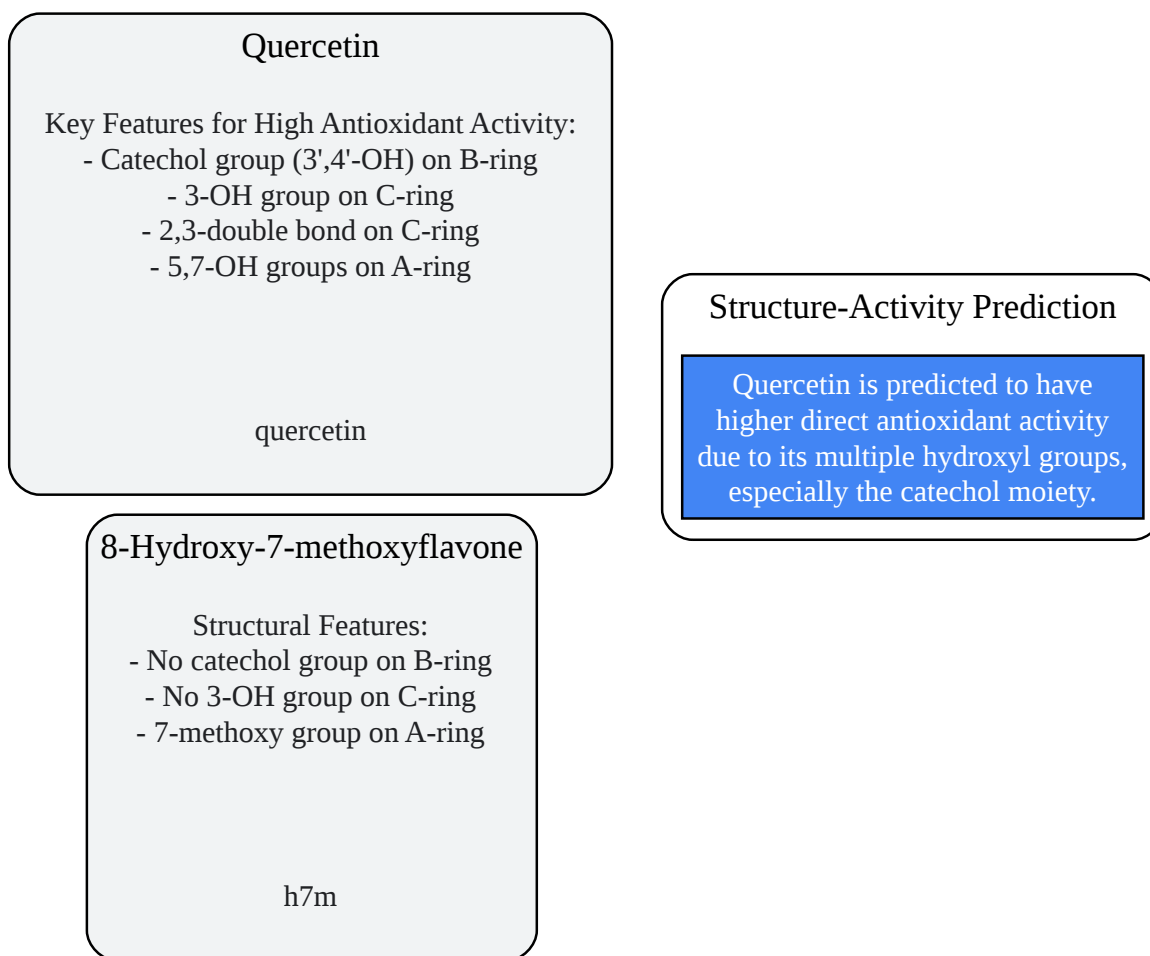 Quercetin
Key Features for High Antioxidant Activity:
- Catechol group (3',4'-OH) on B-ring
- 3-OH group on C-ring
- 2,3-double bond on C-ring
- 5,7-OH groups on A-ring
quercetin
8-Hydroxy-7-methoxyflavone
Structural Features:
- No catechol group on B-ring
- No 3-OH group on C-ring
- 7-methoxy group on A-ring
h7m
Structure-Activity Prediction
Quercetin is predicted to have
higher direct antioxidant activity
due to its multiple hydroxyl groups,
especially the catechol moiety.